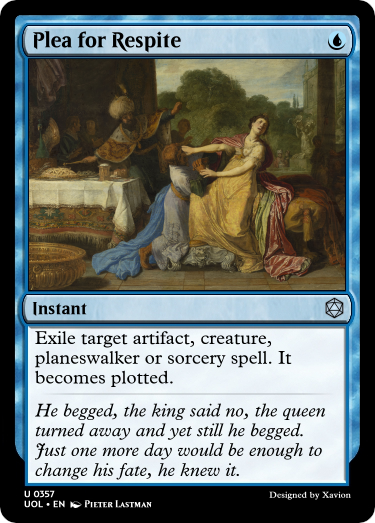 Plea for Respite
Instant
Exile target artifact, creature,
planeswalker or sorcery spell. It
becomes plotted.
He begged, the king said no, the queen
turned away and yet still he begged.
Just one more day would be enough to
change his fate, he knew it.
U 0357
UOL • EN Pieter Lastman
Designed by Xavion